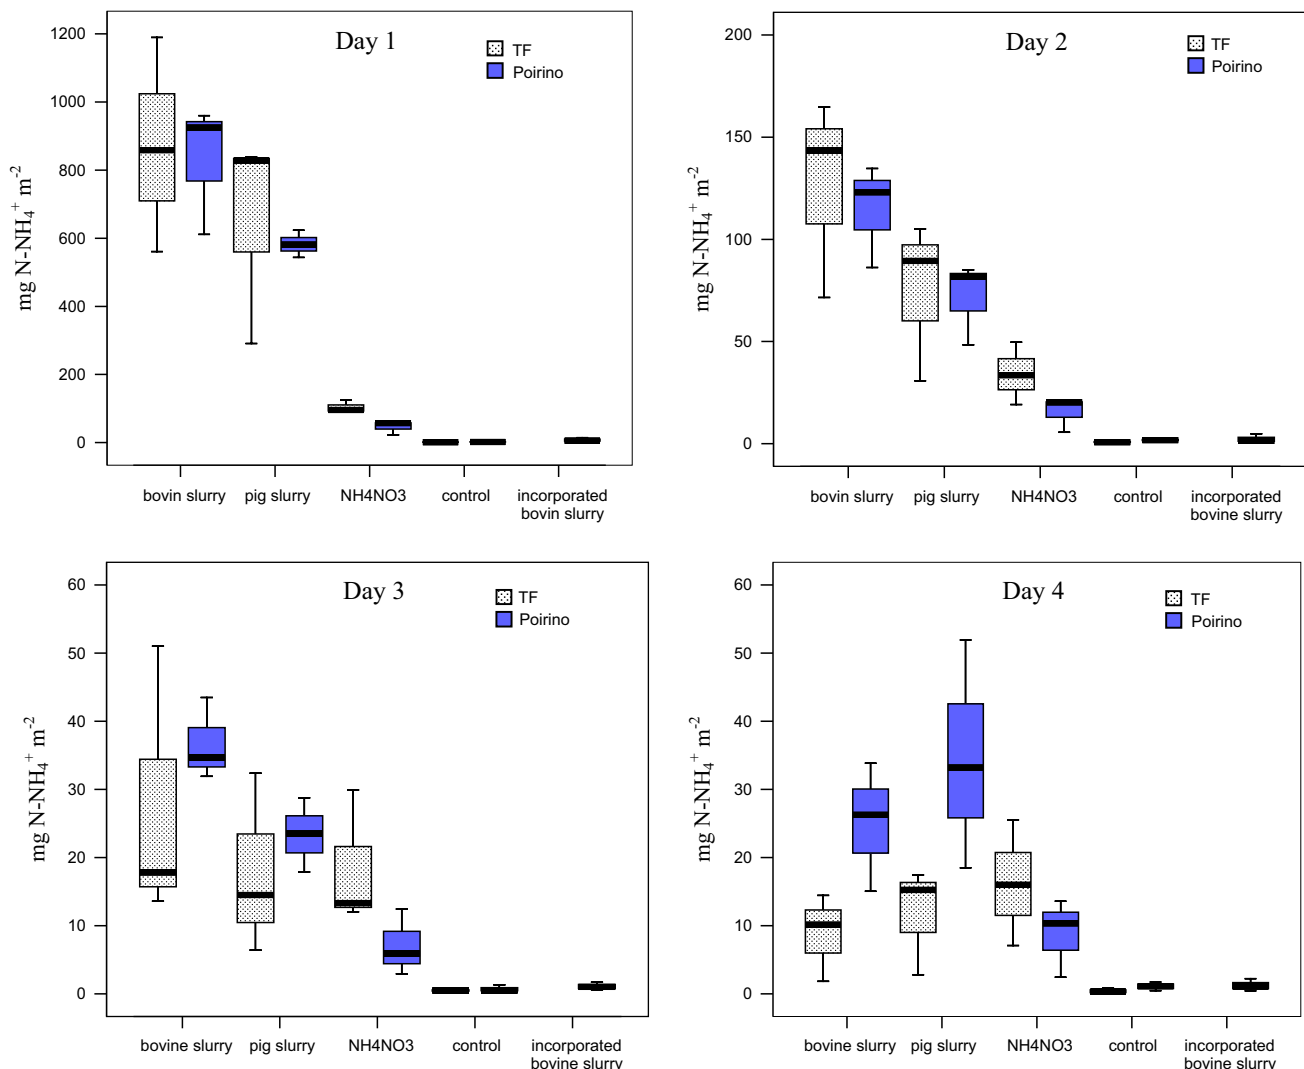 Day 1
TF
Poirino
mg N-NH4+ m-2
1200
1000
800
600
400
200
0
bovin slurry
pig slurry
NH4NO3
control
incorporated
bovin slurry
Day 2
TF
Poirino
mg N-NH4+ m-2
200
150
100
50
0
bovin slurry
pig slurry
NH4NO3
control
incorporated
bovine slurry
Day 3
TF
Poirino
mg N-NH4+ m-2
60
50
40
30
20
10
0
bovine slurry
pig slurry
NH4NO3
control
incorporated
bovine slurry
Day 4
TF
Poirino
mg N-NH4+ m-2
60
50
40
30
20
10
0
bovine slurry
pig slurry
NH4NO3
control
incorporated
bovine slurry